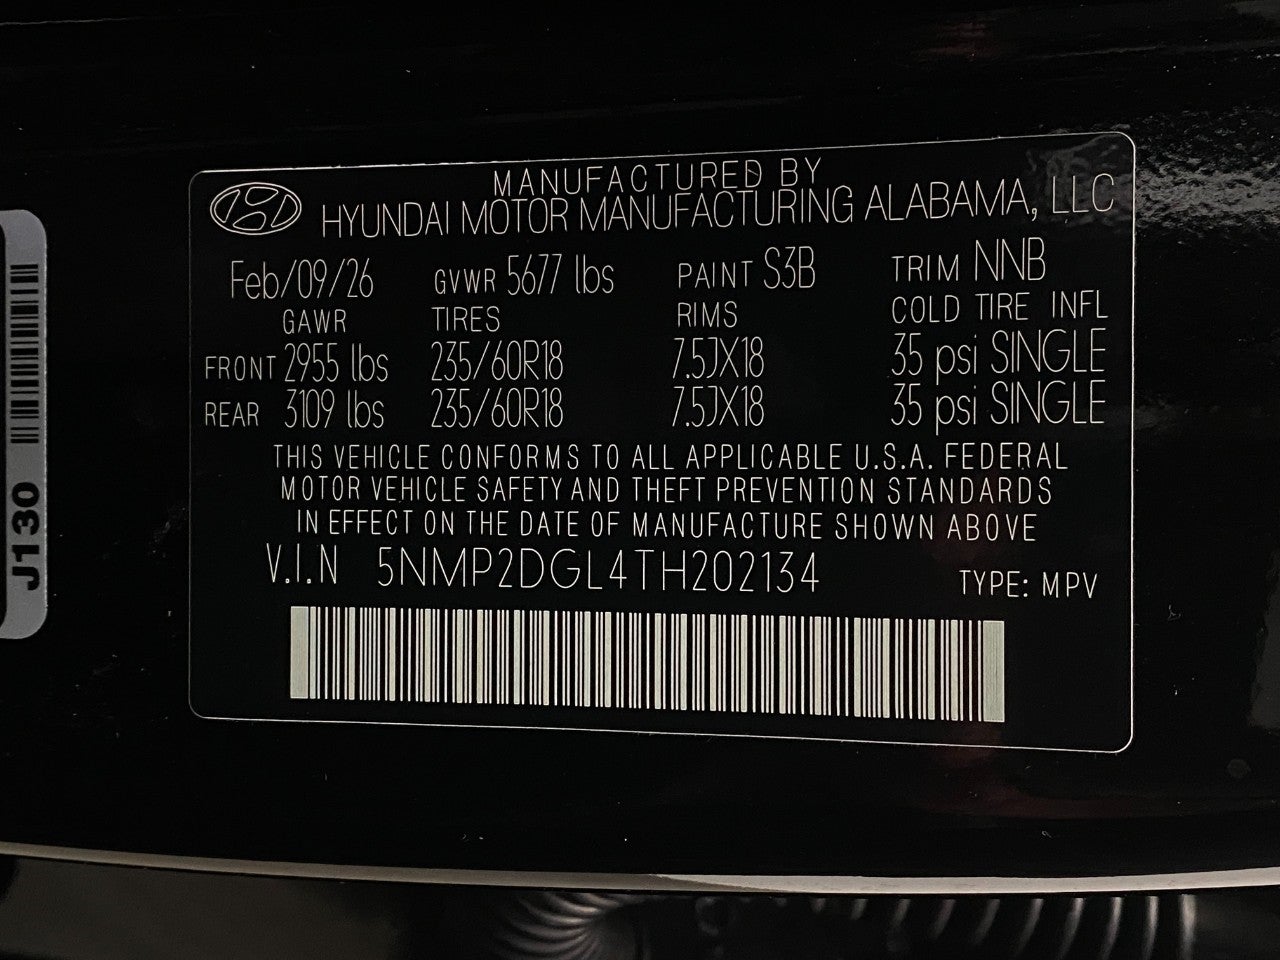 MANUFACTURED BY
HYUNDAI MOTOR MANUFACTURING ALABAMA, LLC
Feb/09/26 GVWR 5677 lbs PAINT S3B TRIM NNB
GAWR TIRES RIMS COLD TIRE INFL
FRONT 2955 lbs 235/60R18 7.5JX18 35 psi SINGLE
REAR 3109 lbs 235/60R18 7.5JX18 35 psi SINGLE
THIS VEHICLE CONFORMS TO ALL APPLICABLE U.S.A. FEDERAL
MOTOR VEHICLE SAFETY AND THEFT PREVENTION STANDARDS
IN EFFECT ON THE DATE OF MANUFACTURE SHOWN ABOVE
V.I.N 5NMP2DGL4TH202134 TYPE: MPV
J130